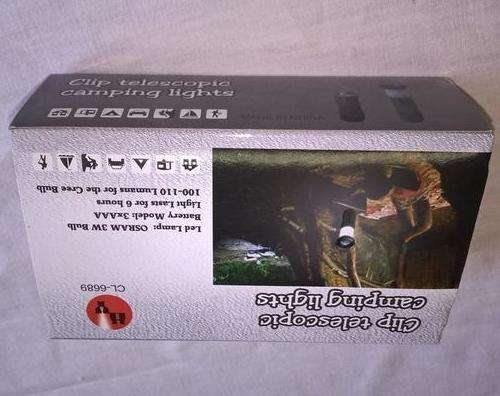 Clip telescopic
camping lights
MADE IN CHINA
Clip telescopic
camping lights
CL-6689
Led Lamp: OSRAM 3W Bulb
Battery Model: 3xAAA
Light Lasts for 6 hours
100-110 Lumans for the Cree Bulb